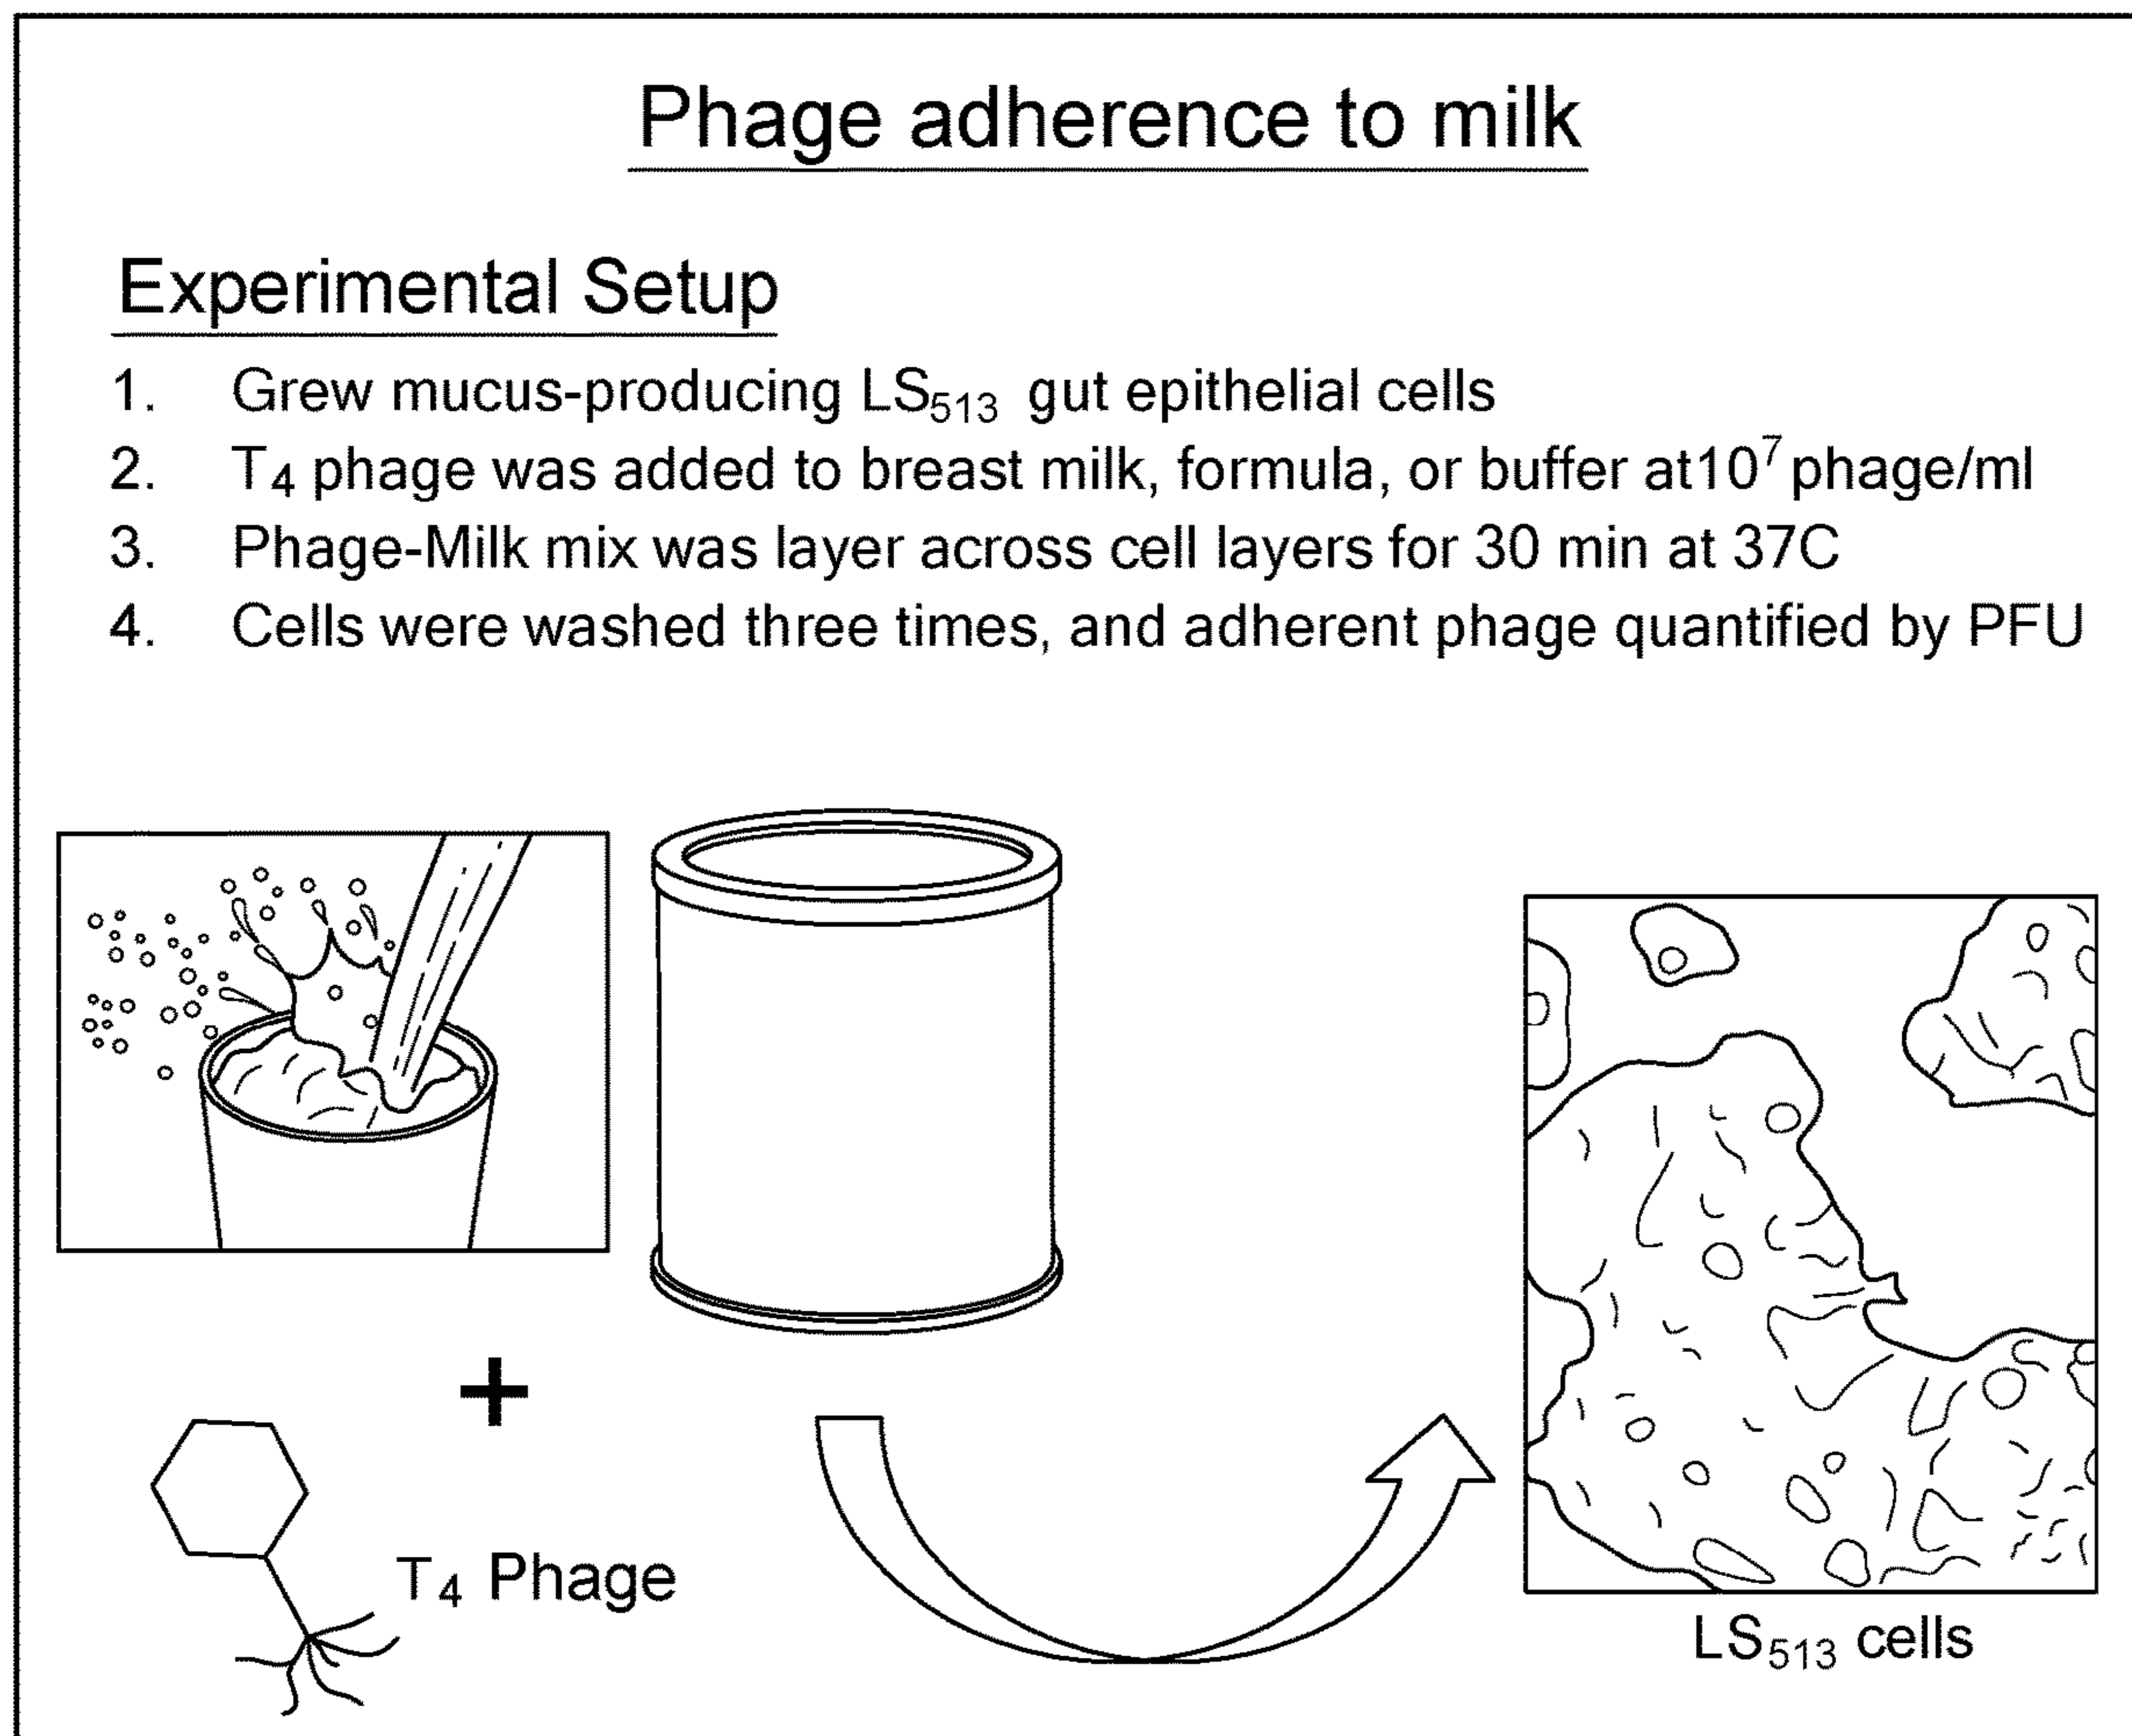 Phage adherence to milk
Experimental Setup
1. Grew mucus-producing LS₅₁₃ gut epithelial cells
2. T₄ phage was added to breast milk, formula, or buffer at10⁷ phage/ml
3. Phage-Milk mix was layer across cell layers for 30 min at 37C
4. Cells were washed three times, and adherent phage quantified by PFU
+
T₄ Phage
LS₅₁₃ cells